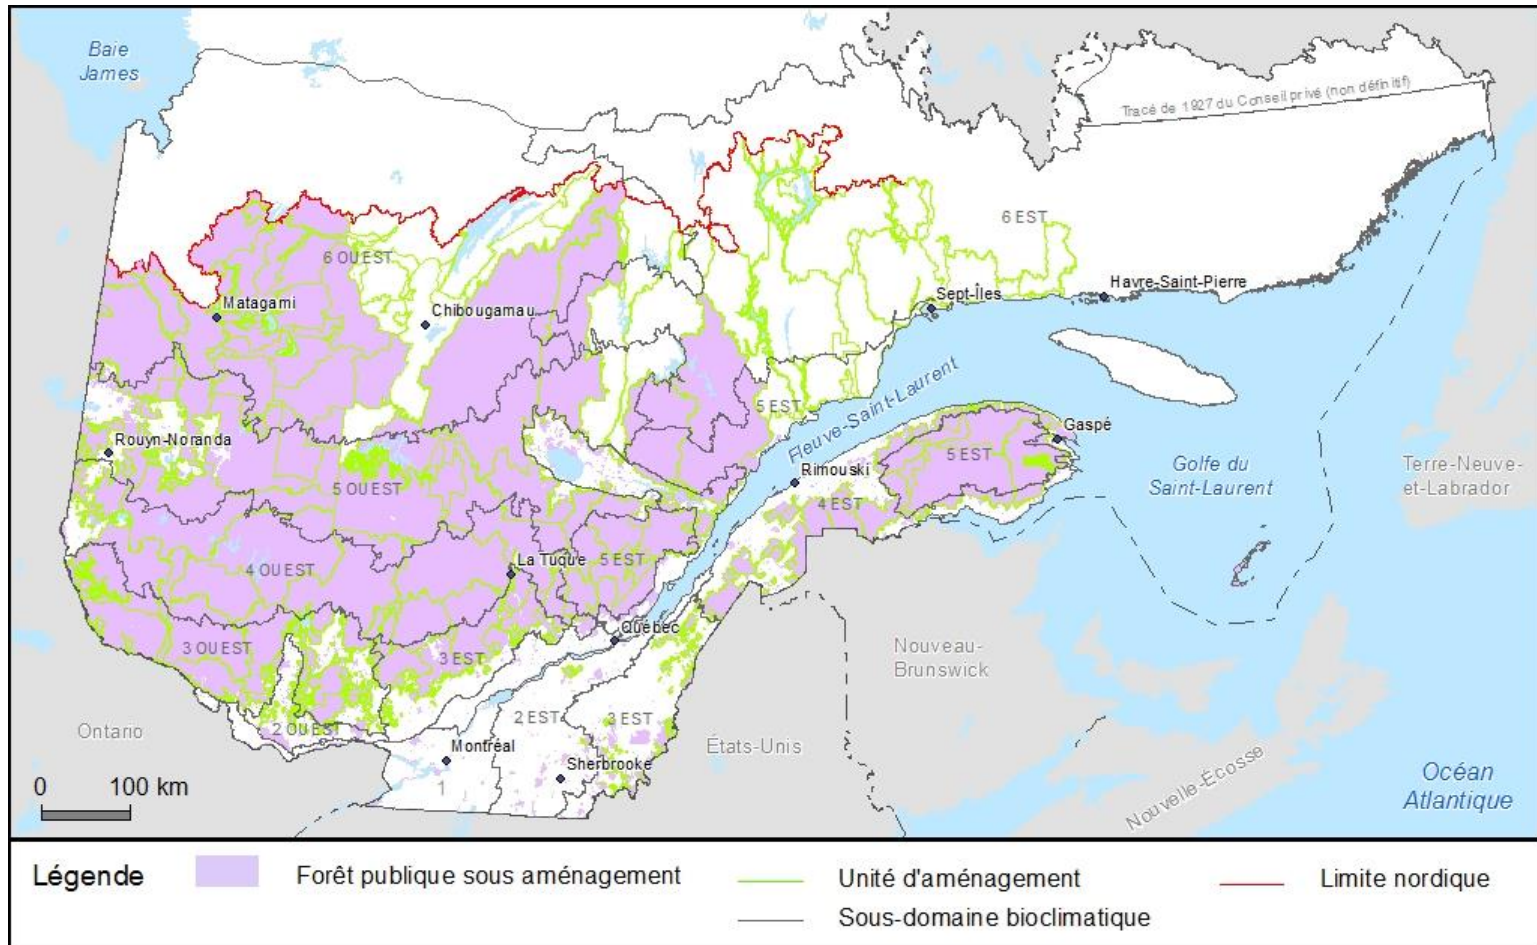 Baie
James
Tracé de 1927 du Conseil privé (non définitif)
6 EST
6 OUEST
Matagami
Chibougamau
Sept-Îles
Havre-Saint-Pierre
5 EST
Fleuve-Saint-Laurent
Rouyn-Noranda
Gaspé
5 EST
Rimouski
Golfe du
Saint-Laurent
Terre-Neuve-
et-Labrador
5 OUEST
4 EST
4 OUEST
La Tuque
5 EST
3 OUEST
3 EST
Québec
Nouveau-
Brunswick
2 OUEST
2 EST
3 EST
Ontario
Montréal
Sherbrooke
États-Unis
1
Nouvelle-Écosse
Océan
Atlantique
0 100 km
Légende
Forêt publique sous aménagement
Unité d'aménagement
Limite nordique
Sous-domaine bioclimatique